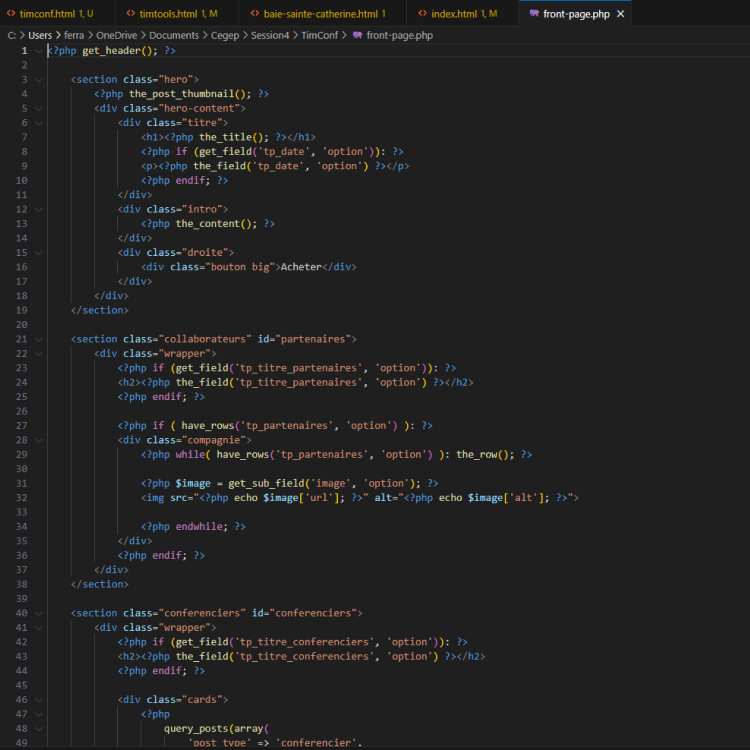 timconf.html 1, U timtools.html 1, M baie-sainte-catherine.html 1 index.html 1, M front-page.php ×
C: > Users > ferra > OneDrive > Documents > Cegep > Session4 > TimConf > front-page.php
1 <?php get_header(); ?>
2
3 <section class="hero">
4 <?php the_post_thumbnail(); ?>
5 <div class="hero-content">
6 <div class="titre">
7 <h1><?php the_title(); ?></h1>
8 <?php if (get_field('tp_date', 'option')): ?>
9 <p><?php the_field('tp_date', 'option') ?></p>
10 <?php endif; ?>
11 </div>
12 <div class="intro">
13 <?php the_content(); ?>
14 </div>
15 <div class="droite">
16 <div class="bouton big">Acheter</div>
17 </div>
18 </div>
19 </section>
20
21 <section class="collaborateurs" id="partenaires">
22 <div class="wrapper">
23 <?php if (get_field('tp_titre_partenaires', 'option')): ?>
24 <h2><?php the_field('tp_titre_partenaires', 'option') ?></h2>
25 <?php endif; ?>
26
27 <?php if ( have_rows('tp_partenaires', 'option') ): ?>
28 <div class="compagnie">
29 <?php while( have_rows('tp_partenaires', 'option') ): the_row(); ?>
30
31 <?php $image = get_sub_field('image', 'option'); ?>
32 <img src="<?php echo $image['url']; ?>" alt="<?php echo $image['alt']; ?>">
33
34 <?php endwhile; ?>
35 </div>
36 <?php endif; ?>
37 </div>
38 </section>
39
40 <section class="conferenciers" id="conferenciers">
41 <div class="wrapper">
42 <?php if (get_field('tp_titre_conferenciers', 'option')): ?>
43 <h2><?php the_field('tp_titre_conferenciers', 'option') ?></h2>
44 <?php endif; ?>
45
46 <div class="cards">
47 <?php
48 query_posts(array(
49 'post_type' => 'conferencier',